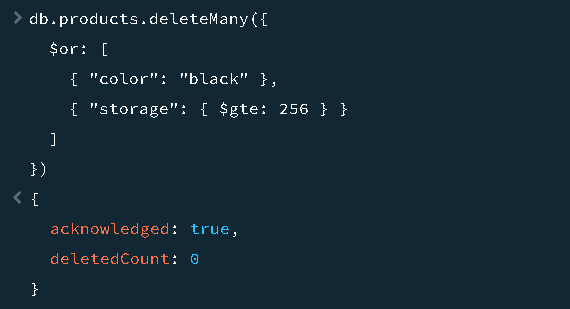 > db.products.deleteMany({
$or: [
{ "color": "black" },
{ "storage": { $gte: 256 } }
]
})
< {
acknowledged: true,
deletedCount: 0
}